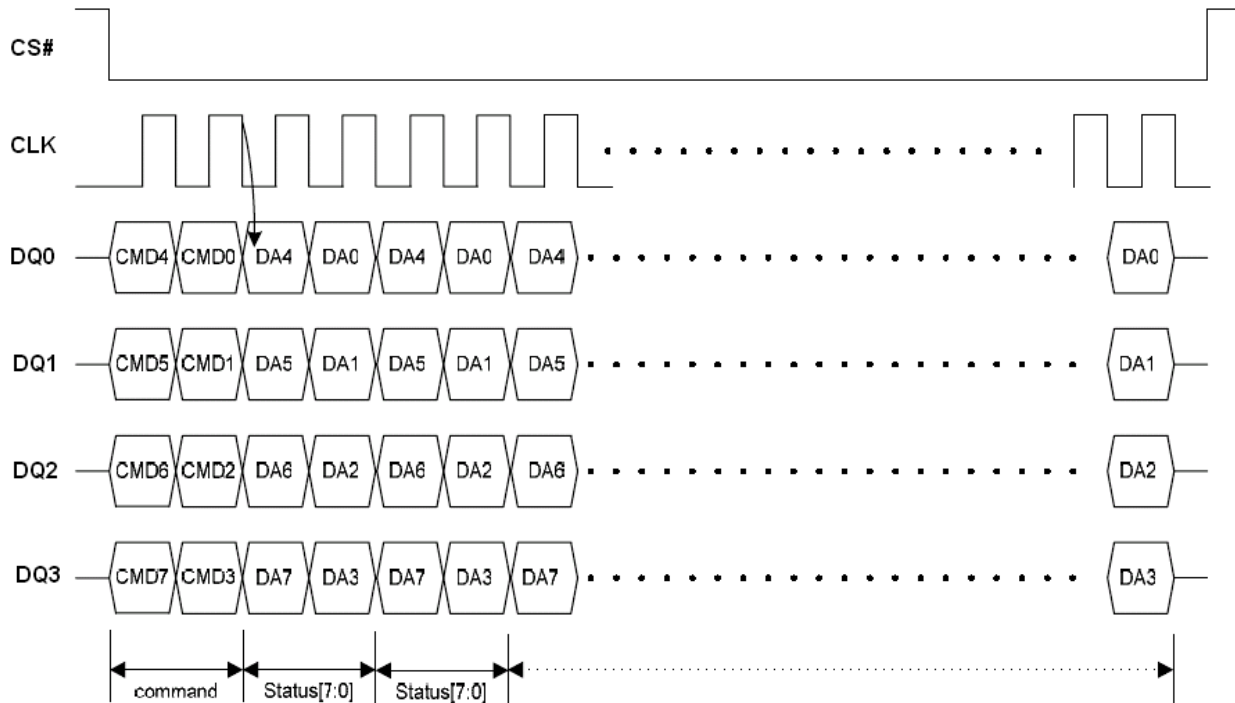 CS#
CLK
DQ0 CMD4 CMD0 DA4 DA0 DA4 DA0 DA4 DA0
DQ1 CMD5 CMD1 DA5 DA1 DA5 DA1 DA5 DA1
DQ2 CMD6 CMD2 DA6 DA2 DA6 DA2 DA6 DA2
DQ3 CMD7 CMD3 DA7 DA3 DA7 DA3 DA7 DA3
command Status[7:0] Status[7:0]